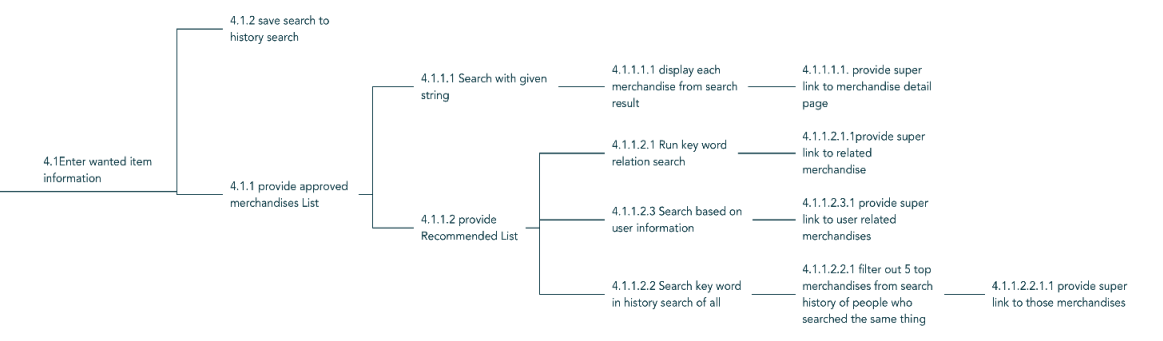 4.1.2 save search to
history search
4.1Enter wanted item
information
4.1.1 provide approved
merchandises List
4.1.1.1 Search with given
string
4.1.1.1.1 display each
merchandise from search
result
4.1.1.1.1. provide super
link to merchandise detail
page
4.1.1.2 provide
Recommended List
4.1.1.2.1 Run key word
relation search
4.1.1.2.1.1provide super
link to related
merchandise
4.1.1.2.3 Search based on
user information
4.1.1.2.3.1 provide super
link to user related
merchandises
4.1.1.2.2 Search key word
in history search of all
4.1.1.2.2.1 filter out 5 top
merchandises from search
history of people who
searched the same thing
4.1.1.2.2.1.1 provide super
link to those merchandises